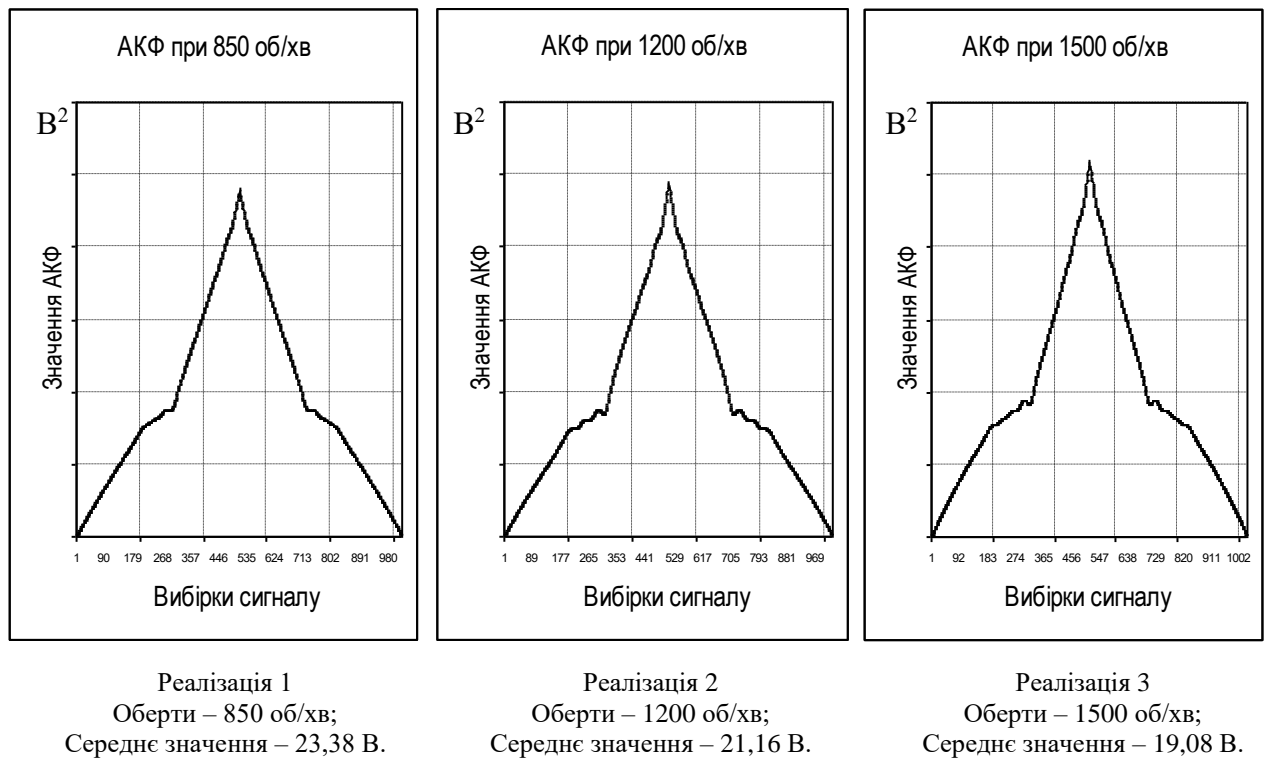 АКФ при 850 об/хв
В²
Значення АКФ
1 90 179 268 357 446 535 624 713 802 891 980
Вибірки сигналу
АКФ при 1200 об/хв
В²
Значення АКФ
1 89 177 265 353 441 529 617 705 793 881 969
Вибірки сигналу
АКФ при 1500 об/хв
В²
Значення АКФ
1 92 183 274 365 456 547 638 729 820 911 1002
Вибірки сигналу
Реалізація 1
Оберти – 850 об/хв;
Середнє значення – 23,38 В.
Реалізація 2
Оберти – 1200 об/хв;
Середнє значення – 21,16 В.
Реалізація 3
Оберти – 1500 об/хв;
Середнє значення – 19,08 В.